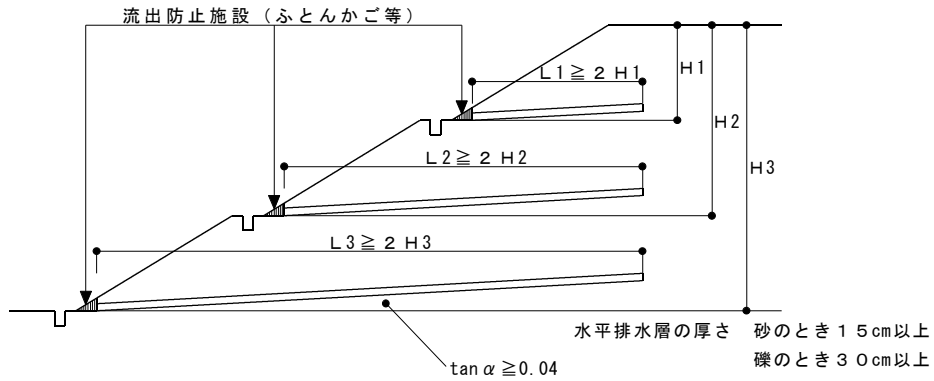 流出防止施設（ふとんかご等）
L1≧２H1
H1
H2
L2≧２H2
H3
L3≧２H3
水平排水層の厚さ　砂のとき１５cm以上
礫のとき３０cm以上
tanα≧0.04